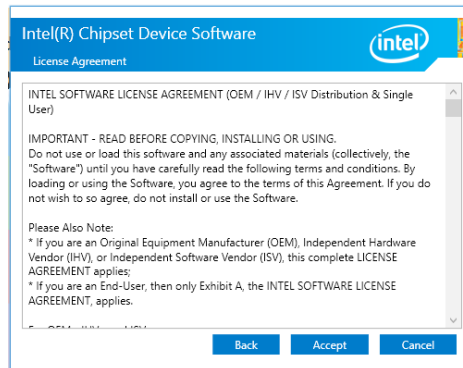 Intel(R) Chipset Device Software
intel
License Agreement
INTEL SOFTWARE LICENSE AGREEMENT (OEM / IHV / ISV Distribution & Single
User)
IMPORTANT - READ BEFORE COPYING, INSTALLING OR USING.
Do not use or load this software and any associated materials (collectively, the
"Software") until you have carefully read the following terms and conditions. By
loading or using the Software, you agree to the terms of this Agreement. If you do
not wish to so agree, do not install or use the Software.
Please Also Note:
* If you are an Original Equipment Manufacturer (OEM), Independent Hardware
Vendor (IHV), or Independent Software Vendor (ISV), this complete LICENSE
AGREEMENT applies;
* If you are an End-User, then only Exhibit A, the INTEL SOFTWARE LICENSE
AGREEMENT, applies.
Back Accept Cancel